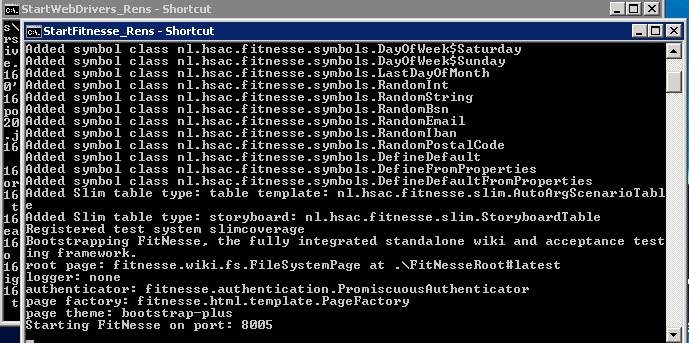 StartWebDrivers_Rens - Shortcut
StartFitnesse_Rens - Shortcut
Added symbol class nl.hsac.fitnesse.symbols.DayOfWeek$Saturday
Added symbol class nl.hsac.fitnesse.symbols.DayOfWeek$Sunday
Added symbol class nl.hsac.fitnesse.symbols.LastDayOfMonth
Added symbol class nl.hsac.fitnesse.symbols.RandomInt
Added symbol class nl.hsac.fitnesse.symbols.RandomString
Added symbol class nl.hsac.fitnesse.symbols.RandomBsn
Added symbol class nl.hsac.fitnesse.symbols.RandomEmail
Added symbol class nl.hsac.fitnesse.symbols.RandomIban
Added symbol class nl.hsac.fitnesse.symbols.RandomPostalCode
Added symbol class nl.hsac.fitnesse.symbols.DefineDefault
Added symbol class nl.hsac.fitnesse.symbols.DefineFromProperties
Added symbol class nl.hsac.fitnesse.symbols.DefineDefaultFromProperties
Added Slim table type: table template: nl.hsac.fitnesse.slim.AutoArgScenarioTabl
e
Added Slim table type: storyboard: nl.hsac.fitnesse.slim.StoryboardTable
Registered test system slimcoverage
Bootstrapping FitNesse, the fully integrated standalone wiki and acceptance test
ing framework.
root page: fitnesse.wiki.fs.FileSystemPage at .\FitNesseRoot#latest
logger: none
authenticator: fitnesse.authentication.PromiscuousAuthenticator
page factory: fitnesse.html.template.PageFactory
page theme: bootstrap-plus
Starting FitNesse on port: 8005